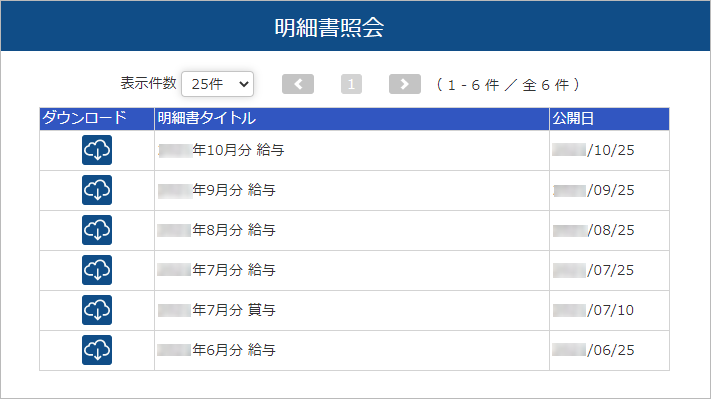 明細書照会
表示件数 25件 1 ( 1 - 6 件 ／ 全 6 件 )
ダウンロード 明細書タイトル 公開日
年10月分 給与 /10/25
年9月分 給与 /09/25
年8月分 給与 /08/25
年7月分 給与 /07/25
年7月分 賞与 /07/10
年6月分 給与 /06/25